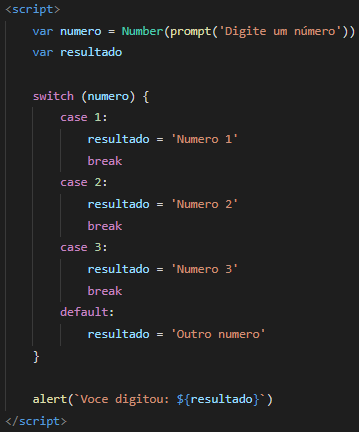 <script>
var numero = Number(prompt('Digite um número'))
var resultado
switch (numero) {
case 1:
resultado = 'Numero 1'
break
case 2:
resultado = 'Numero 2'
break
case 3:
resultado = 'Numero 3'
break
default:
resultado = 'Outro numero'
}
alert(`Voce digitou: ${resultado}`)
</script>